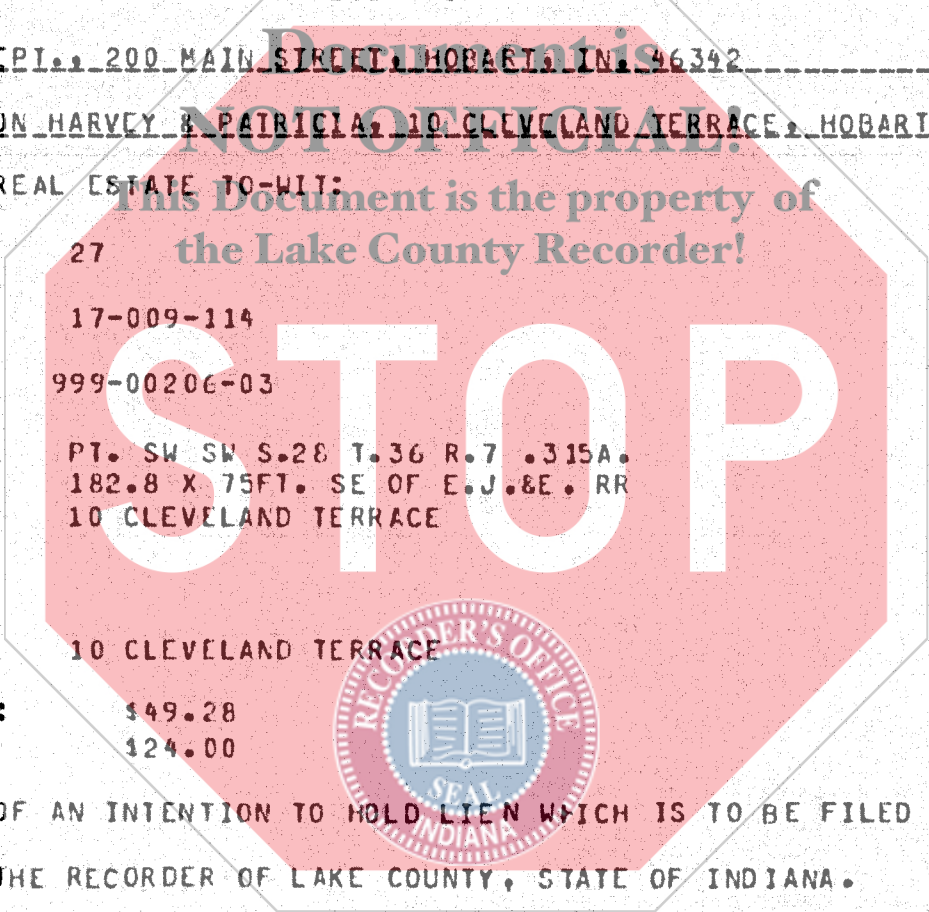 Document is
EPT., 200 MAIN STREET, HOBART, IN. 46342
NOT OFFICIAL!
ON HARVEY & PATRICIA, 10 CLEVELAND TERRACE, HOBART
REAL ESTATE TO-WIT:
This Document is the property of
the Lake County Recorder!
27
17-009-114
STOP
999-00206-03
PT. SW SW S.28 T.36 R.7 .315A.
182.8 X 75FT. SE OF E.J.&E. RR
10 CLEVELAND TERRACE
10 CLEVELAND TERRACE
RECORDER'S OFFICE
: $49.28
$124.00
SEAL
INDIANA
OF AN INTENTION TO HOLD LIEN WHICH IS TO BE FILED
THE RECORDER OF LAKE COUNTY, STATE OF INDIANA.